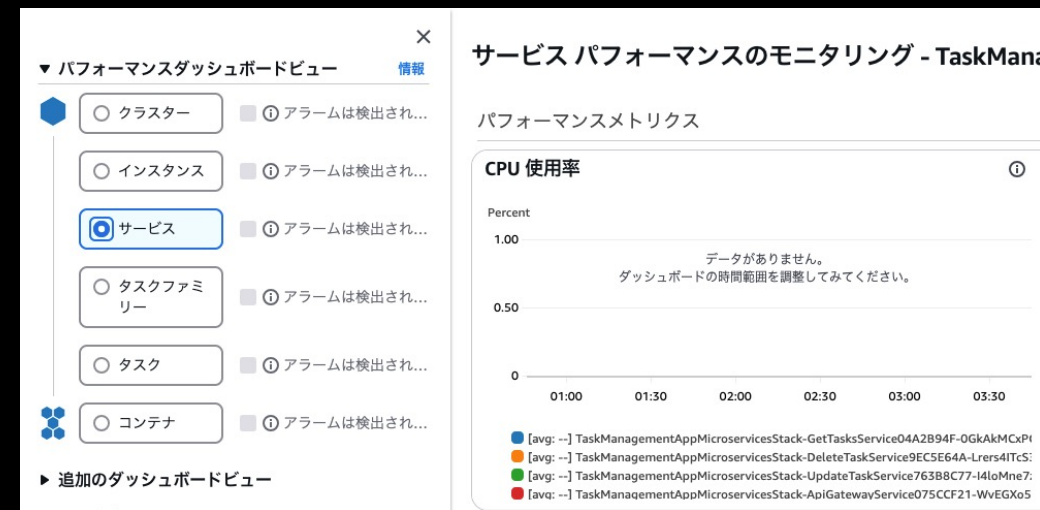 ▼ パフォーマンスダッシュボードビュー 情報
クラスター アラームは検出され...
インスタンス アラームは検出され...
サービス アラームは検出され...
タスクファミ
リー アラームは検出され...
タスク アラームは検出され...
コンテナ アラームは検出され...
▶ 追加のダッシュボードビュー
サービス パフォーマンスのモニタリング - TaskMana
パフォーマンスメトリクス
CPU 使用率
Percent
1.00
データがありません。
ダッシュボードの時間範囲を調整してみてください。
0.50
0
01:00 01:30 02:00 02:30 03:00 03:30
[avg: --] TaskManagementAppMicroservicesStack-GetTasksService04A2B94F-0GkAkMCxP
[avg: --] TaskManagementAppMicroservicesStack-DeleteTaskService9EC5E64A-Lrers4ITcS
[avg: --] TaskManagementAppMicroservicesStack-UpdateTaskService763B8C77-I4loMne7
[avg: --] TaskManagementAppMicroservicesStack-ApiGatewayService075CCF21-WvEGXo5